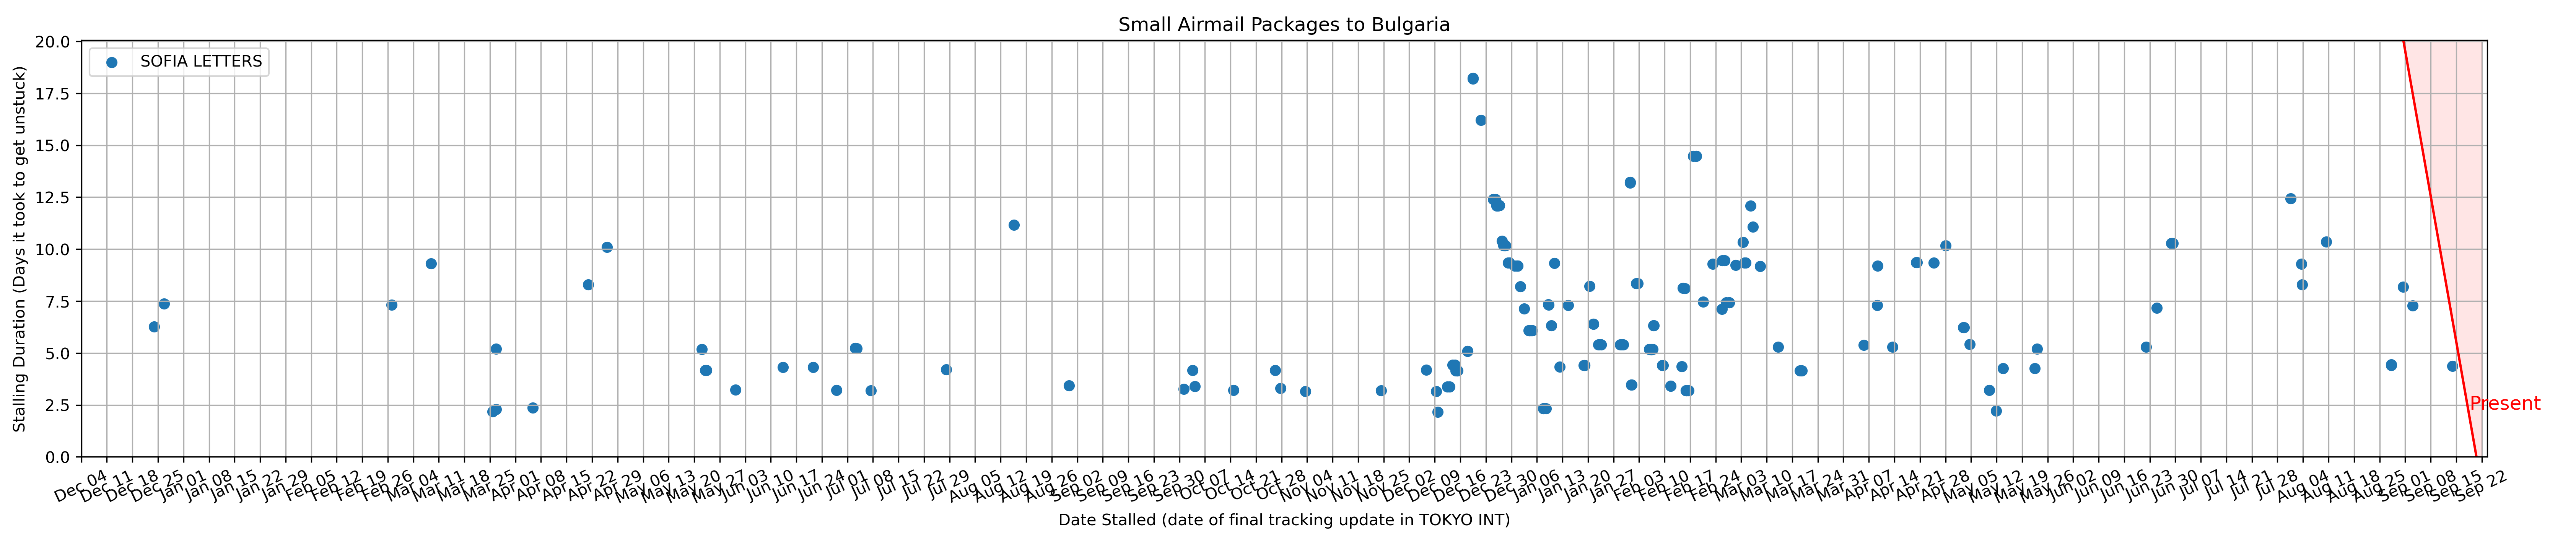 Small Airmail Packages to Bulgaria
SOFIA LETTERS
Stalling Duration (Days it took to get unstuck)
20.0
17.5
15.0
12.5
10.0
7.5
5.0
2.5
0.0
Present
Dec 04 Dec 11 Dec 18 Dec 25 Jan 01 Jan 08 Jan 15 Jan 22 Jan 29 Feb 05 Feb 12 Feb 19 Feb 26 Mar 04 Mar 11 Mar 18 Mar 25 Apr 01 Apr 08 Apr 15 Apr 22 Apr 29 May 06 May 13 May 20 May 27 Jun 03 Jun 10 Jun 17 Jun 24 Jul 01 Jul 08 Jul 15 Jul 22 Jul 29 Aug 05 Aug 12 Aug 19 Aug 26 Sep 02 Sep 09 Sep 16 Sep 23 Sep 30 Oct 07 Oct 14 Oct 21 Oct 28 Nov 04 Nov 11 Nov 18 Nov 25 Dec 02 Dec 09 Dec 16 Dec 23 Dec 30 Jan 06 Jan 13 Jan 20 Jan 27 Feb 03 Feb 10 Feb 17 Feb 24 Mar 03 Mar 10 Mar 17 Mar 24 Mar 31 Apr 07 Apr 14 Apr 21 Apr 28 May 05 May 12 May 19 May 26 Jun 02 Jun 09 Jun 16 Jun 23 Jun 30 Jul 07 Jul 14 Jul 21 Jul 28 Aug 04 Aug 11 Aug 18 Aug 25 Sep 01 Sep 08 Sep 15 Sep 22
Date Stalled (date of final tracking update in TOKYO INT)